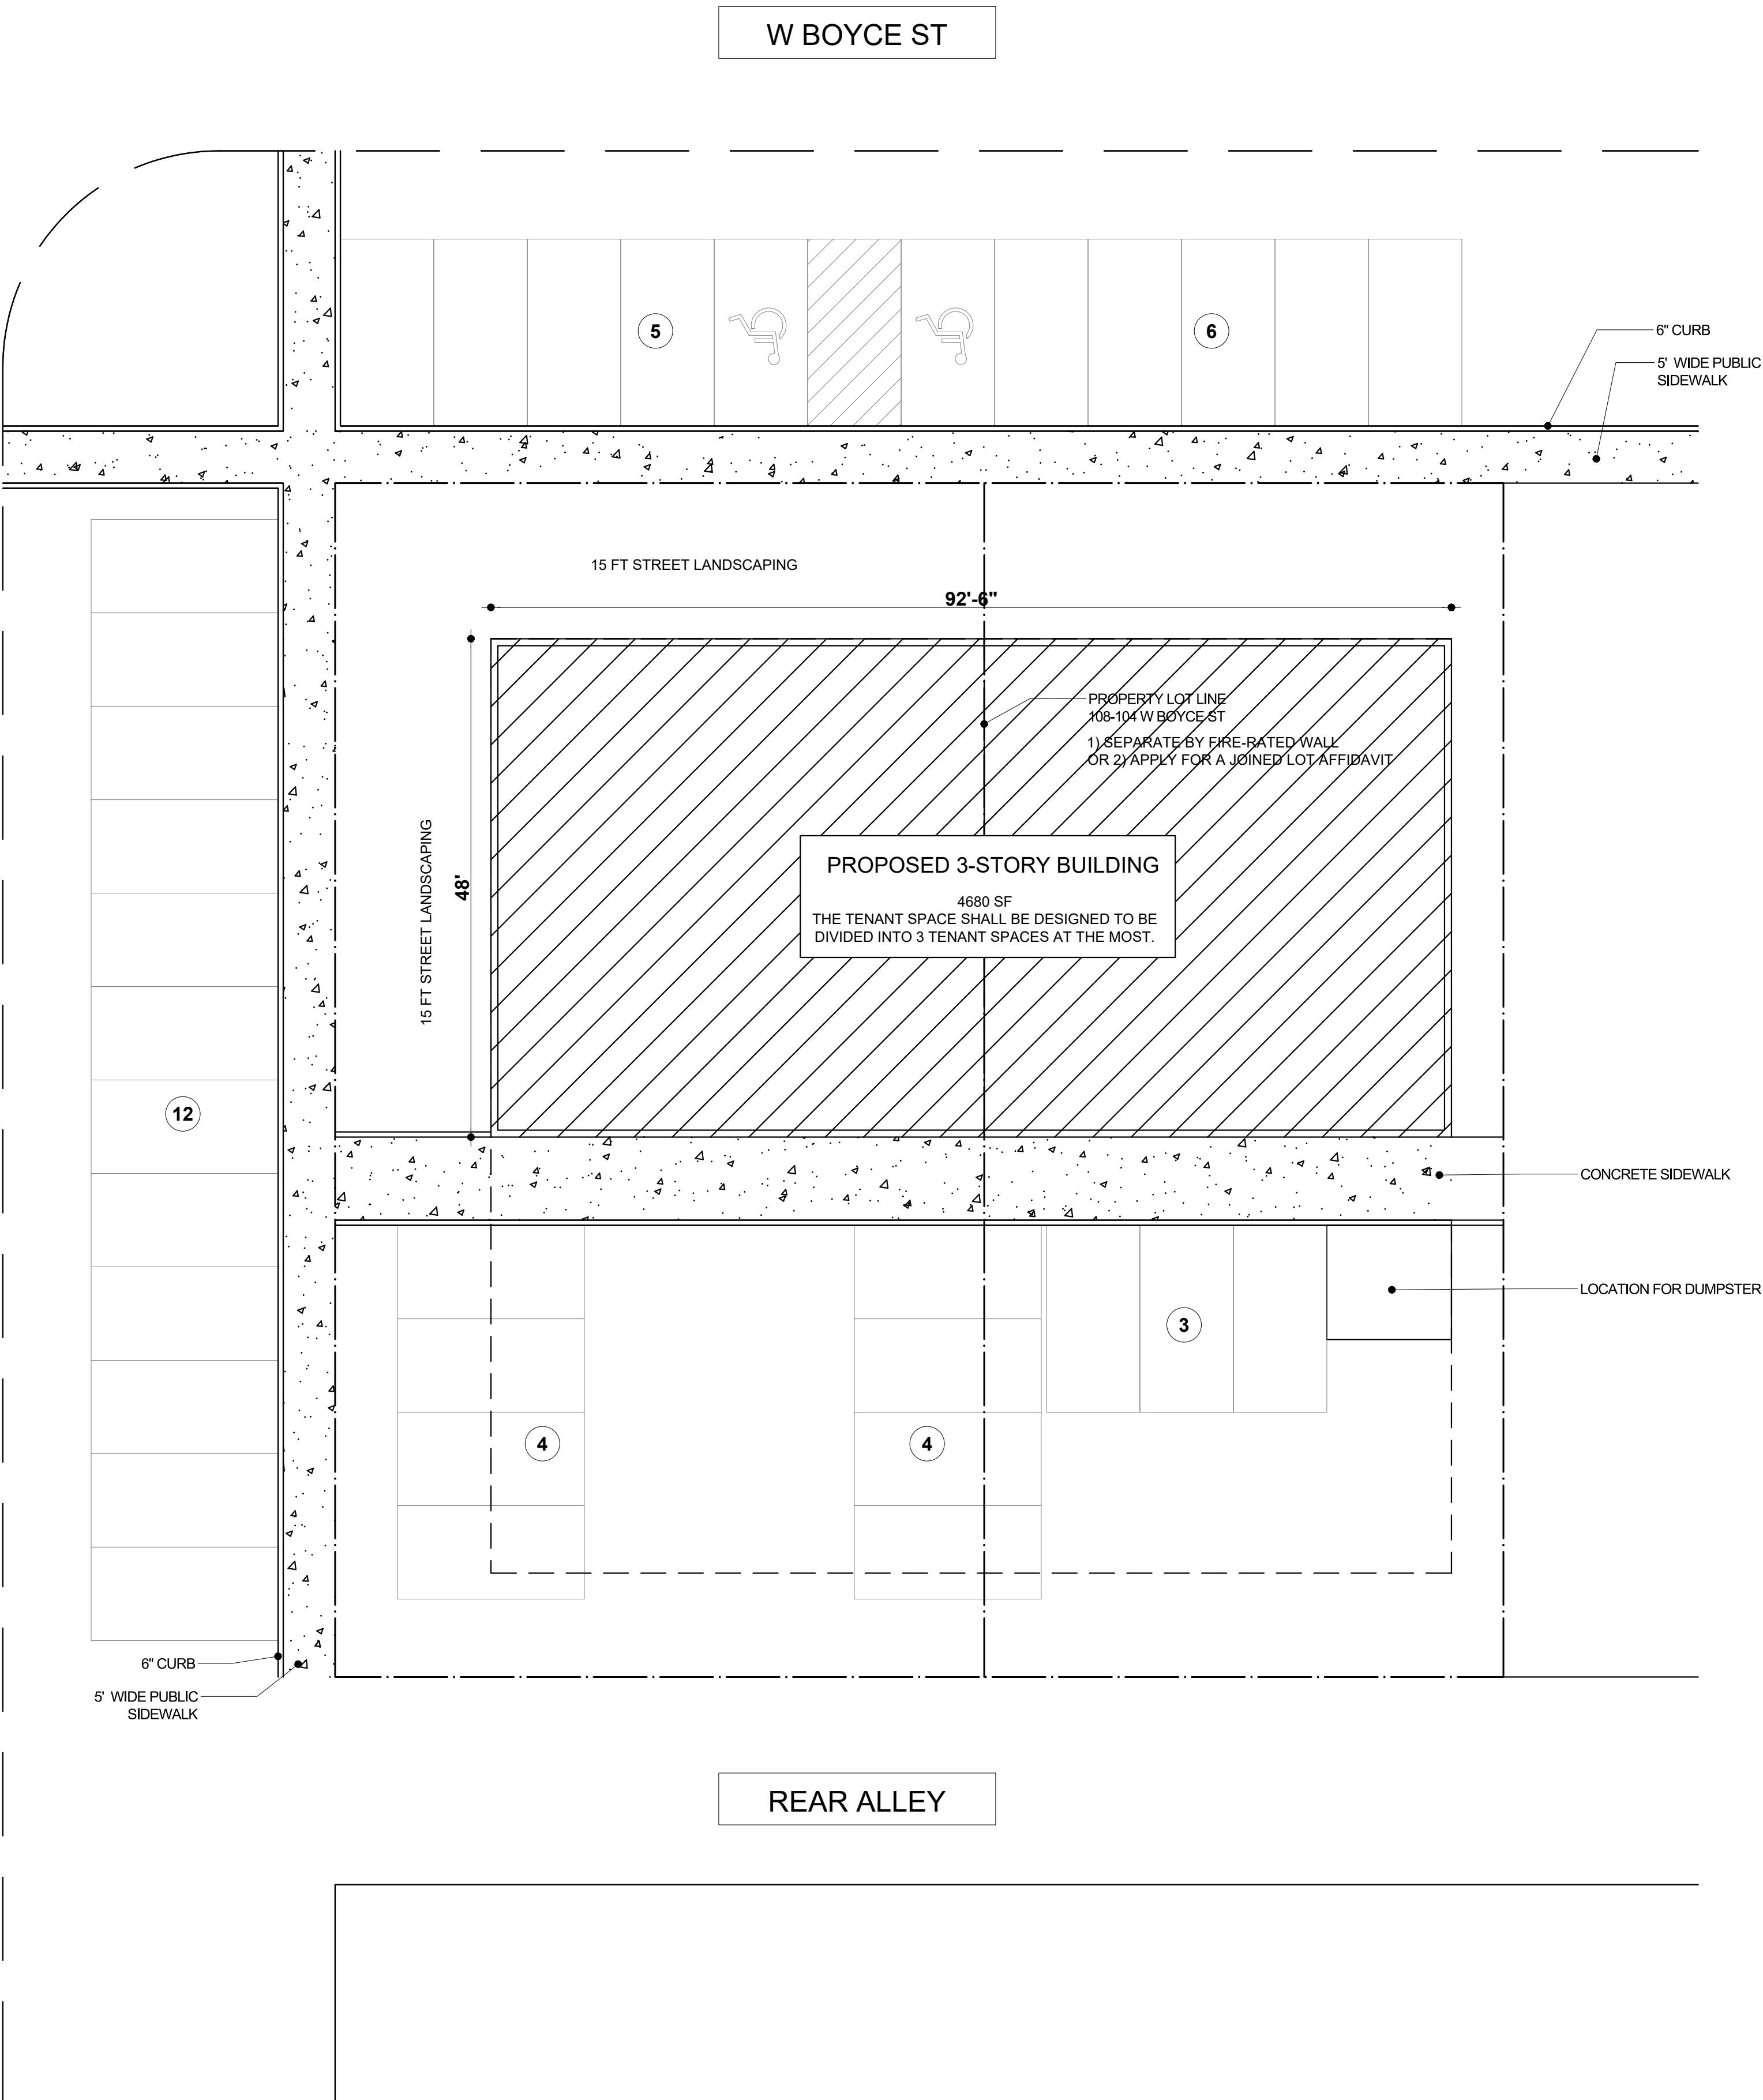 W BOYCE ST
5
6
6" CURB
5' WIDE PUBLIC
SIDEWALK
15 FT STREET LANDSCAPING
92'-6"
PROPERTY LOT LINE
108-104 W BOYCE ST
1) SEPARATE BY FIRE-RATED WALL
OR 2) APPLY FOR A JOINED LOT AFFIDAVIT
15 FT STREET LANDSCAPING
48'
PROPOSED 3-STORY BUILDING
4680 SF
THE TENANT SPACE SHALL BE DESIGNED TO BE
DIVIDED INTO 3 TENANT SPACES AT THE MOST.
12
CONCRETE SIDEWALK
LOCATION FOR DUMPSTER
3
4
4
6" CURB
5' WIDE PUBLIC
SIDEWALK
REAR ALLEY